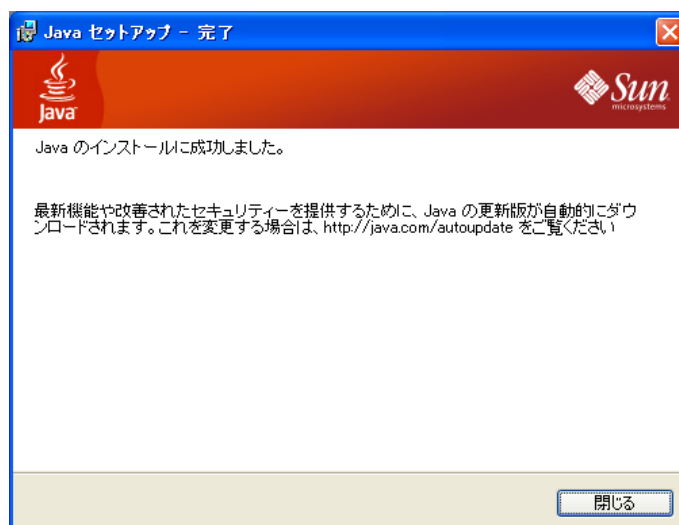 Java セットアップ - 完了
Java
Sun
microsystems
Java のインストールに成功しました。
最新機能や改善されたセキュリティーを提供するために、Java の更新版が自動的にダウ
ンロードされます。これを変更する場合は、http://java.com/autoupdate をご覧ください
閉じる